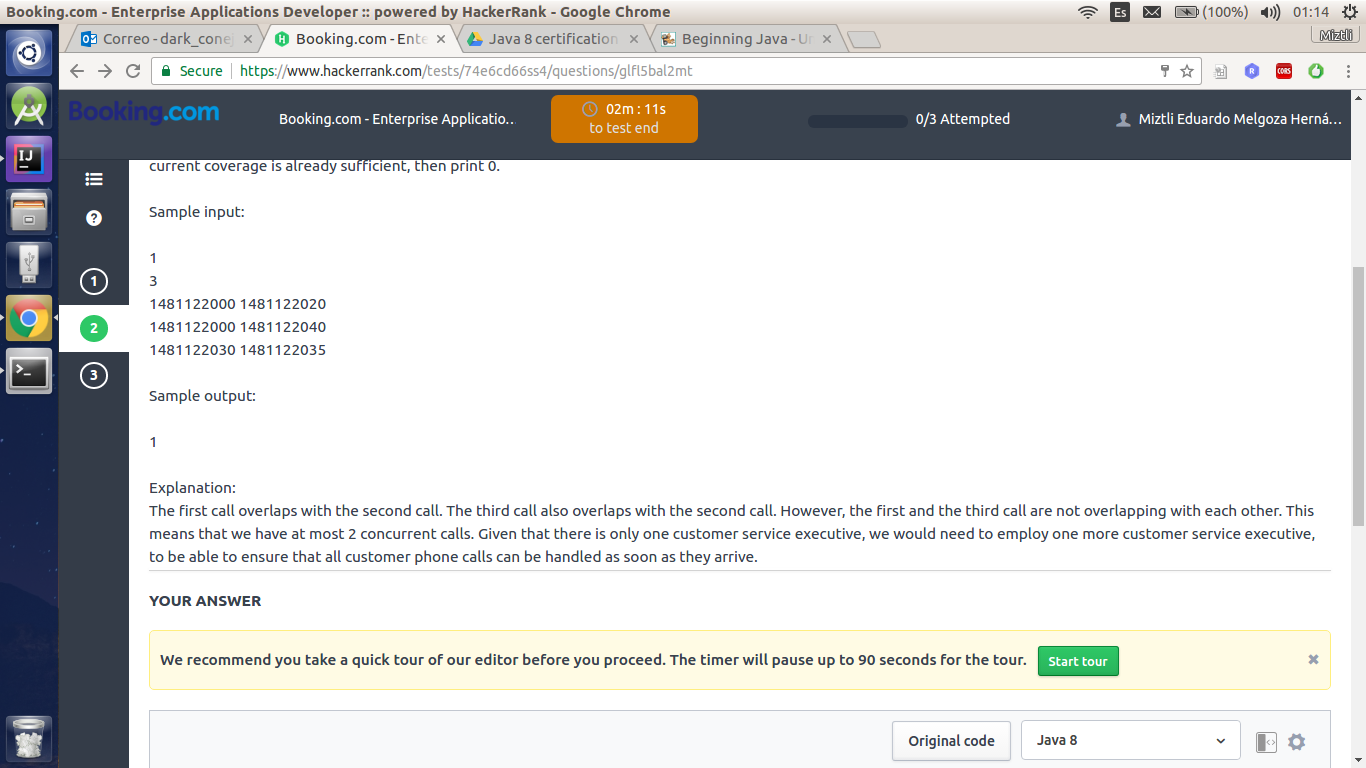 Booking.com - Enterprise Applications Developer :: powered by HackerRank - Google Chrome
Es
(100%)
01:14
Correo - dark_cone
Booking.com - Ente
Java 8 certification
Beginning Java - Un
Miztli
Secure
https://www.hackerrank.com/tests/74e6cd66ss4/questions/glfl5bal2mt
R
CORS
Booking.com
Booking.com - Enterprise Applicatio...
02m : 11s
to test end
0/3 Attempted
Miztli Eduardo Melgoza Herná...
current coverage is already sufficient, then print 0.
Sample input:
1
3
1481122000 1481122020
1481122000 1481122040
1481122030 1481122035
Sample output:
1
Explanation:
The first call overlaps with the second call. The third call also overlaps with the second call. However, the first and the third call are not overlapping with each other. This
means that we have at most 2 concurrent calls. Given that there is only one customer service executive, we would need to employ one more customer service executive,
to be able to ensure that all customer phone calls can be handled as soon as they arrive.
YOUR ANSWER
We recommend you take a quick tour of our editor before you proceed. The timer will pause up to 90 seconds for the tour.
Start tour
Original code
Java 8
?
1
2
3
IJ